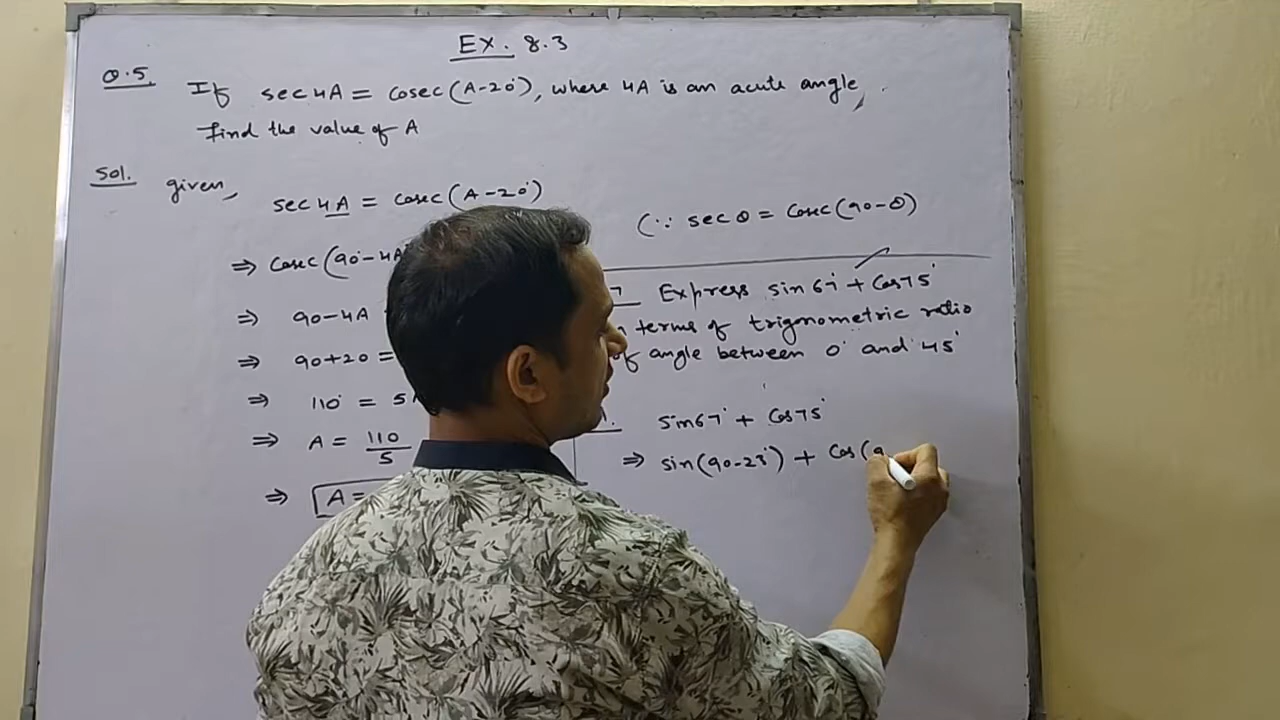 EX. 8.3
Q.5. If sec4A = cosec(A-20°), where 4A is an acute angle,
find the value of A
Sol. given,
sec4A = cosec(A-20°)
(∵ secθ = cosec(90-θ)
⇒ cosec(90°-4A
⇒ 90-4A
⇒ 90+20 =
⇒ 110° = 5
⇒ A = 110/5
⇒ A =
7 Express sin67° + cos75°
terms of trigonometric ratio
of angle between 0° and 45°
sin67° + cos75°
⇒ sin(90-23°) + cos(9